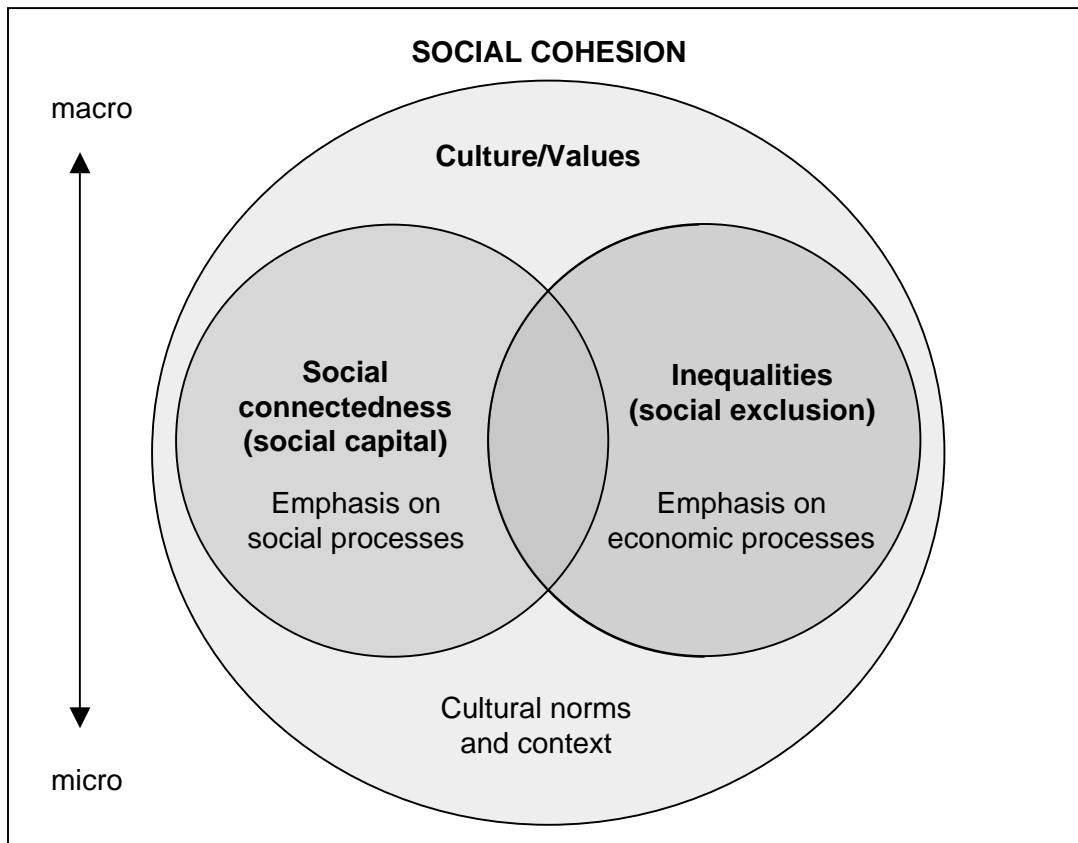 SOCIAL COHESION
macro
Culture/Values
Social
connectedness
(social capital)
Emphasis on
social processes
Inequalities
(social exclusion)
Emphasis on
economic processes
Cultural norms
and context
micro